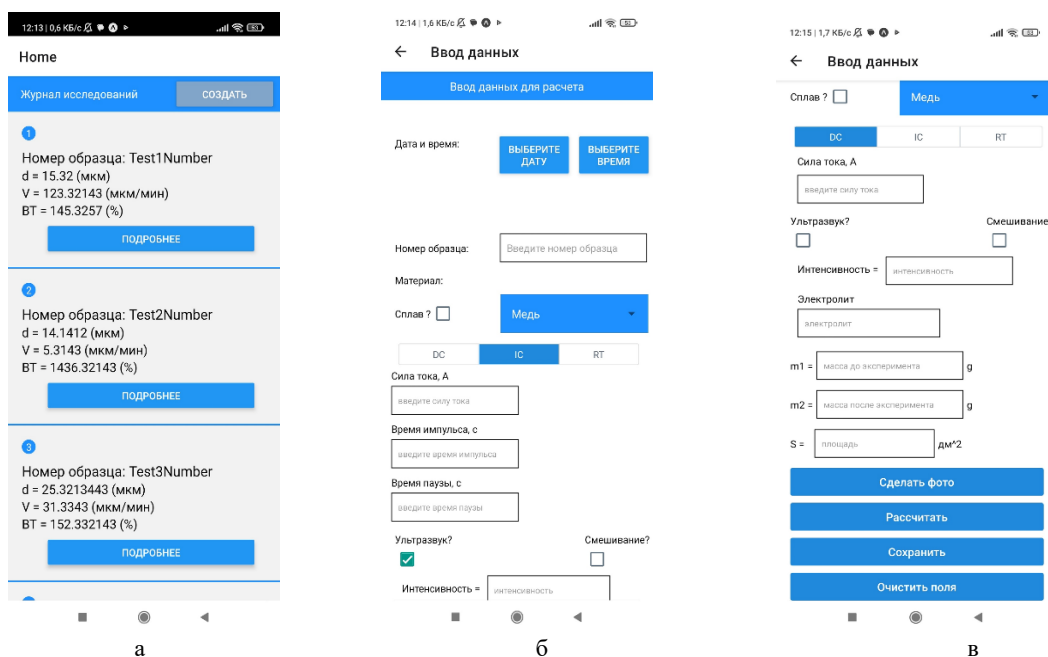 12:13 | 0,6 КБ/с
53
Home
Журнал исследований
СОЗДАТЬ
1
Номер образца: Test1Number
d = 15.32 (мкм)
V = 123.32143 (мкм/мин)
ВТ = 145.3257 (%)
ПОДРОБНЕЕ
2
Номер образца: Test2Number
d = 14.1412 (мкм)
V = 5.3143 (мкм/мин)
ВТ = 1436.32143 (%)
ПОДРОБНЕЕ
3
Номер образца: Test3Number
d = 25.3213443 (мкм)
V = 31.3343 (мкм/мин)
ВТ = 152.332143 (%)
ПОДРОБНЕЕ
а
12:14 | 1,6 КБ/с
53
Ввод данных
Ввод данных для расчета
Дата и время:
ВЫБЕРИТЕ
ДАТУ
ВЫБЕРИТЕ
ВРЕМЯ
Номер образца:
Введите номер образца
Материал:
Сплав ?
Медь
DC
IC
RT
Сила тока, А
введите силу тока
Время импульса, с
введите время импульса
Время паузы, с
введите время паузы
Ультразвук?
Смешивание?
Интенсивность =
интенсивность
б
12:15 | 1,7 КБ/с
53
Ввод данных
Сплав ?
Медь
DC
IC
RT
Сила тока, А
введите силу тока
Ультразвук?
Смешивание
Интенсивность =
интенсивность
Электролит
электролит
m1 =
масса до эксперимента
g
m2 =
масса после эксперимента
g
S =
площадь
дм^2
Сделать фото
Рассчитать
Сохранить
Очистить поля
в